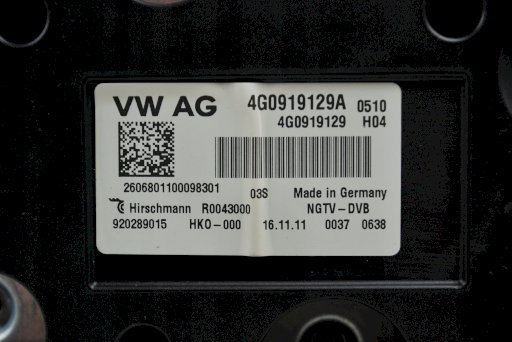 VW AG 4G0919129A 0510
4G0919129 H04
2606801100098301 03S Made in Germany
Hirschmann R0043000 NGTV-DVB
920289015 HKO-000 16.11.11 0037 0638